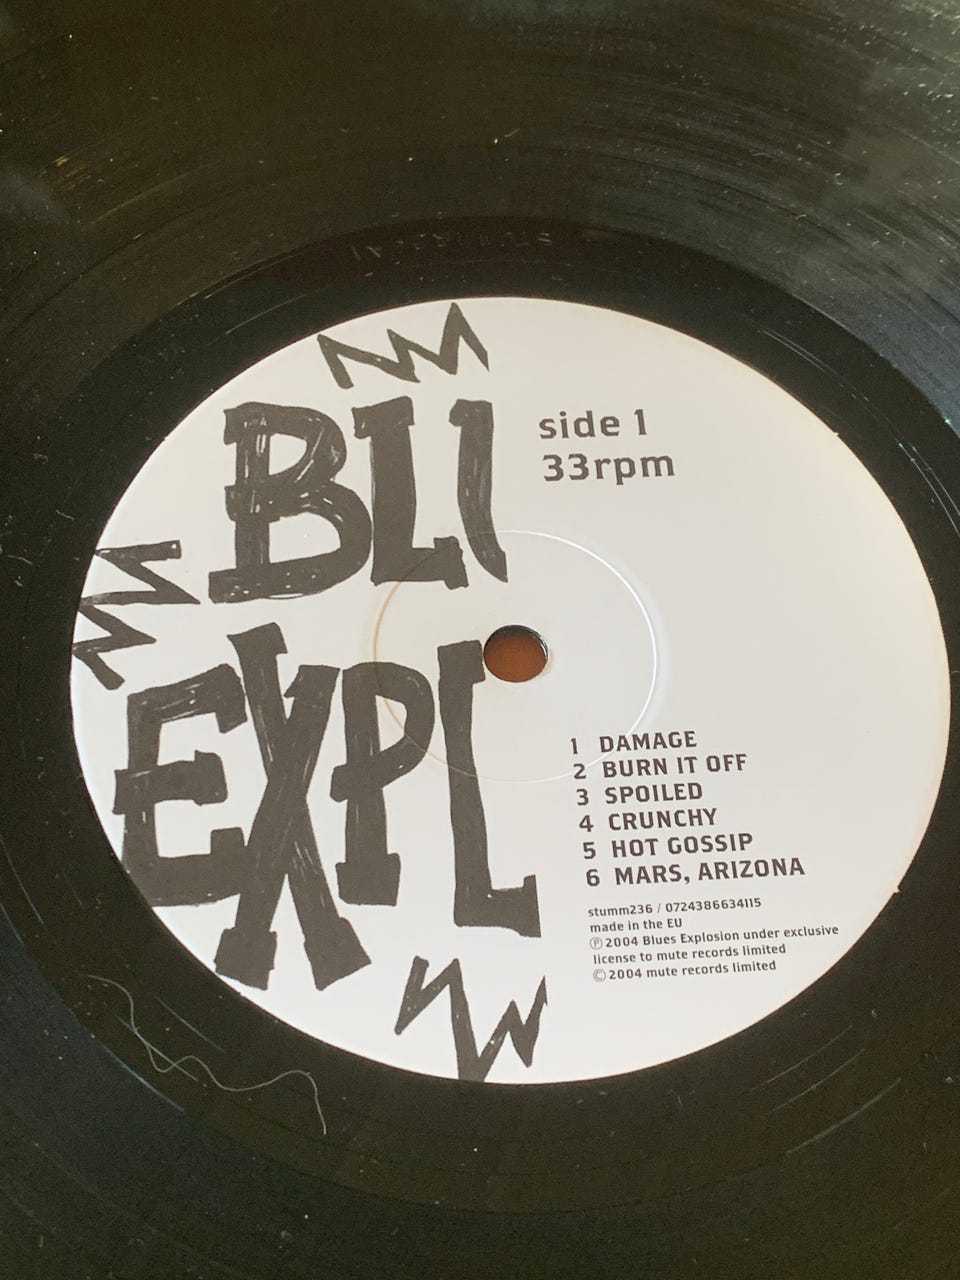 BLU
EXPL
side 1
33rpm
1 DAMAGE
2 BURN IT OFF
3 SPOILED
4 CRUNCHY
5 HOT GOSSIP
6 MARS, ARIZONA
stumm236 / 0724386634115
made in the EU
Ⓟ 2004 Blues Explosion under exclusive
license to mute records limited
© 2004 mute records limited